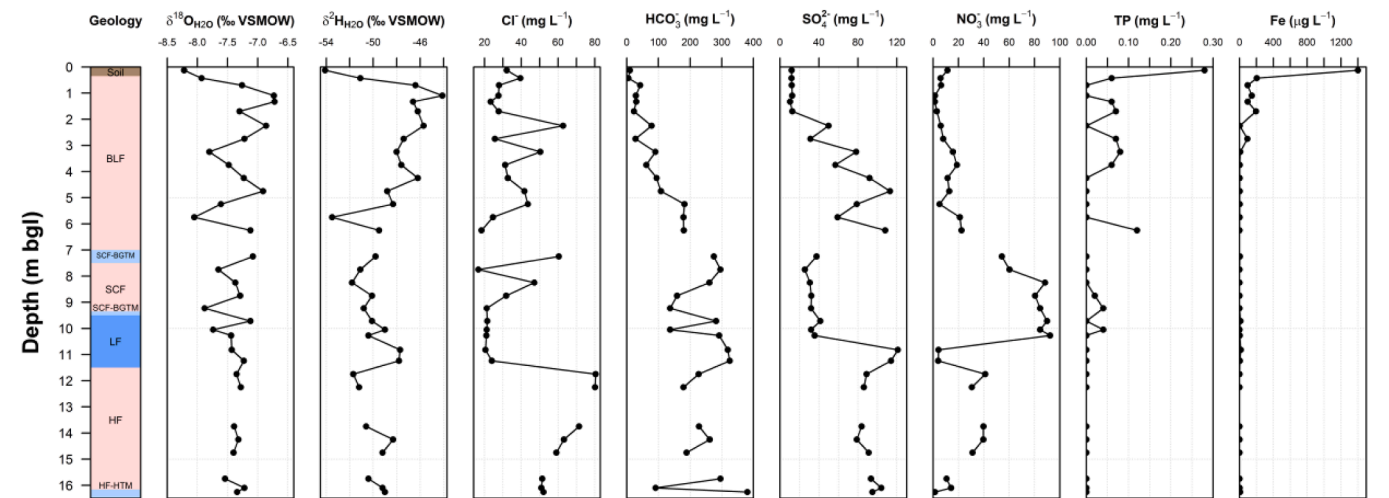 Geology δ¹⁸O_H2O (‰ VSMOW) δ²H_H2O (‰ VSMOW) Cl⁻ (mg L⁻¹) HCO₃⁻ (mg L⁻¹) SO₄²⁻ (mg L⁻¹) NO₃⁻ (mg L⁻¹) TP (mg L⁻¹) Fe (μg L⁻¹)
-8.5 -8.0 -7.5 -7.0 -6.5 -54 -50 -46 20 40 60 80 0 100 200 300 400 0 40 80 120 0 20 40 60 80 100 0.00 0.10 0.20 0.30 0 400 800 1400
Depth (m bgl)
0 Soil
1
2
3
BLF
4
5
6
7
SCF-BGTM
8
SCF
9
SCF-BGTM
10
LF
11
12
13
HF
14
15
16 HF-HTM